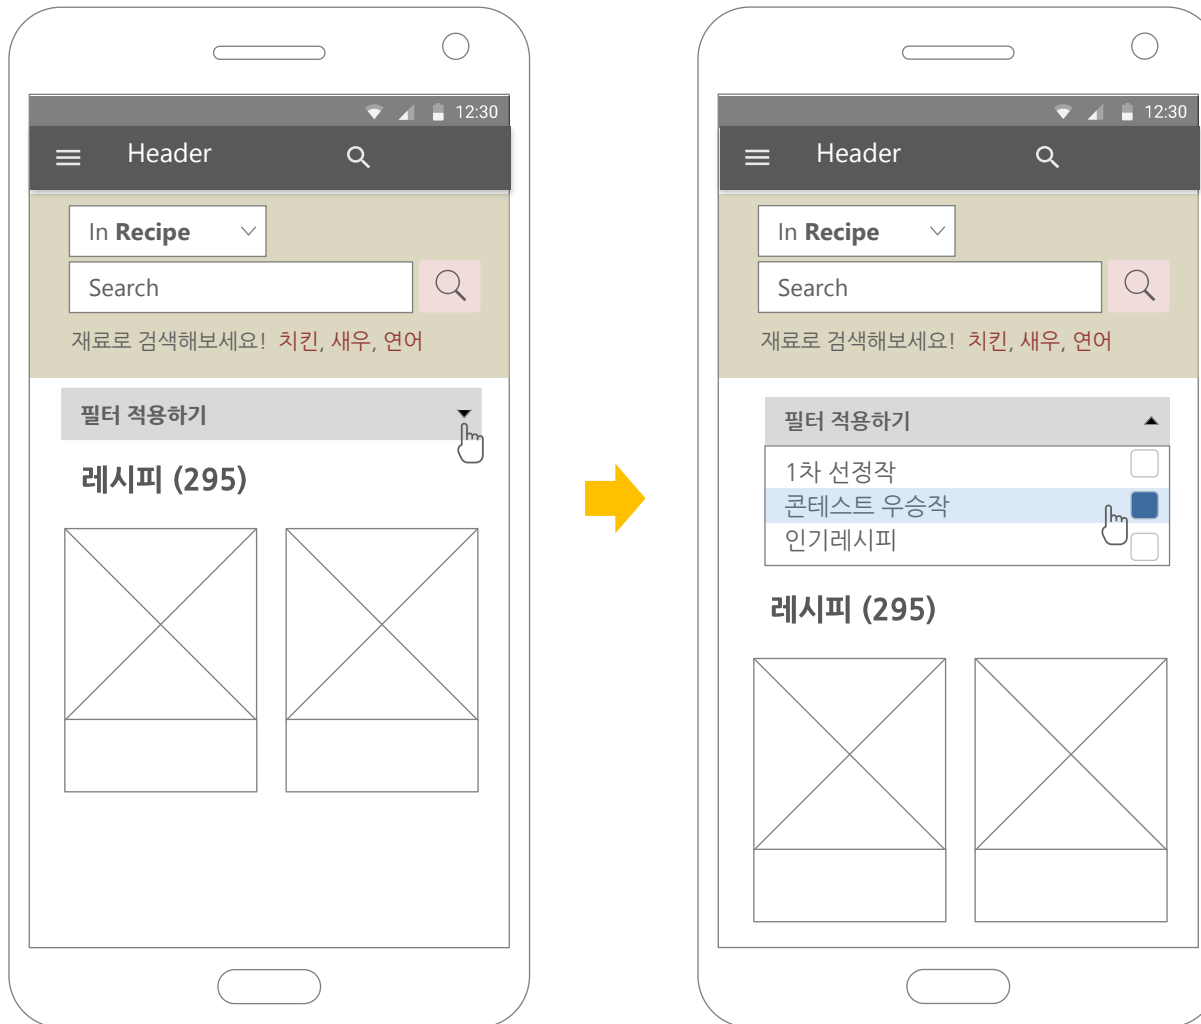 12:30
Header
In Recipe
Search
재료로 검색해보세요! 치킨, 새우, 연어
필터 적용하기
레시피 (295)
12:30
Header
In Recipe
Search
재료로 검색해보세요! 치킨, 새우, 연어
필터 적용하기
1차 선정작
콘테스트 우승작
인기레시피
레시피 (295)